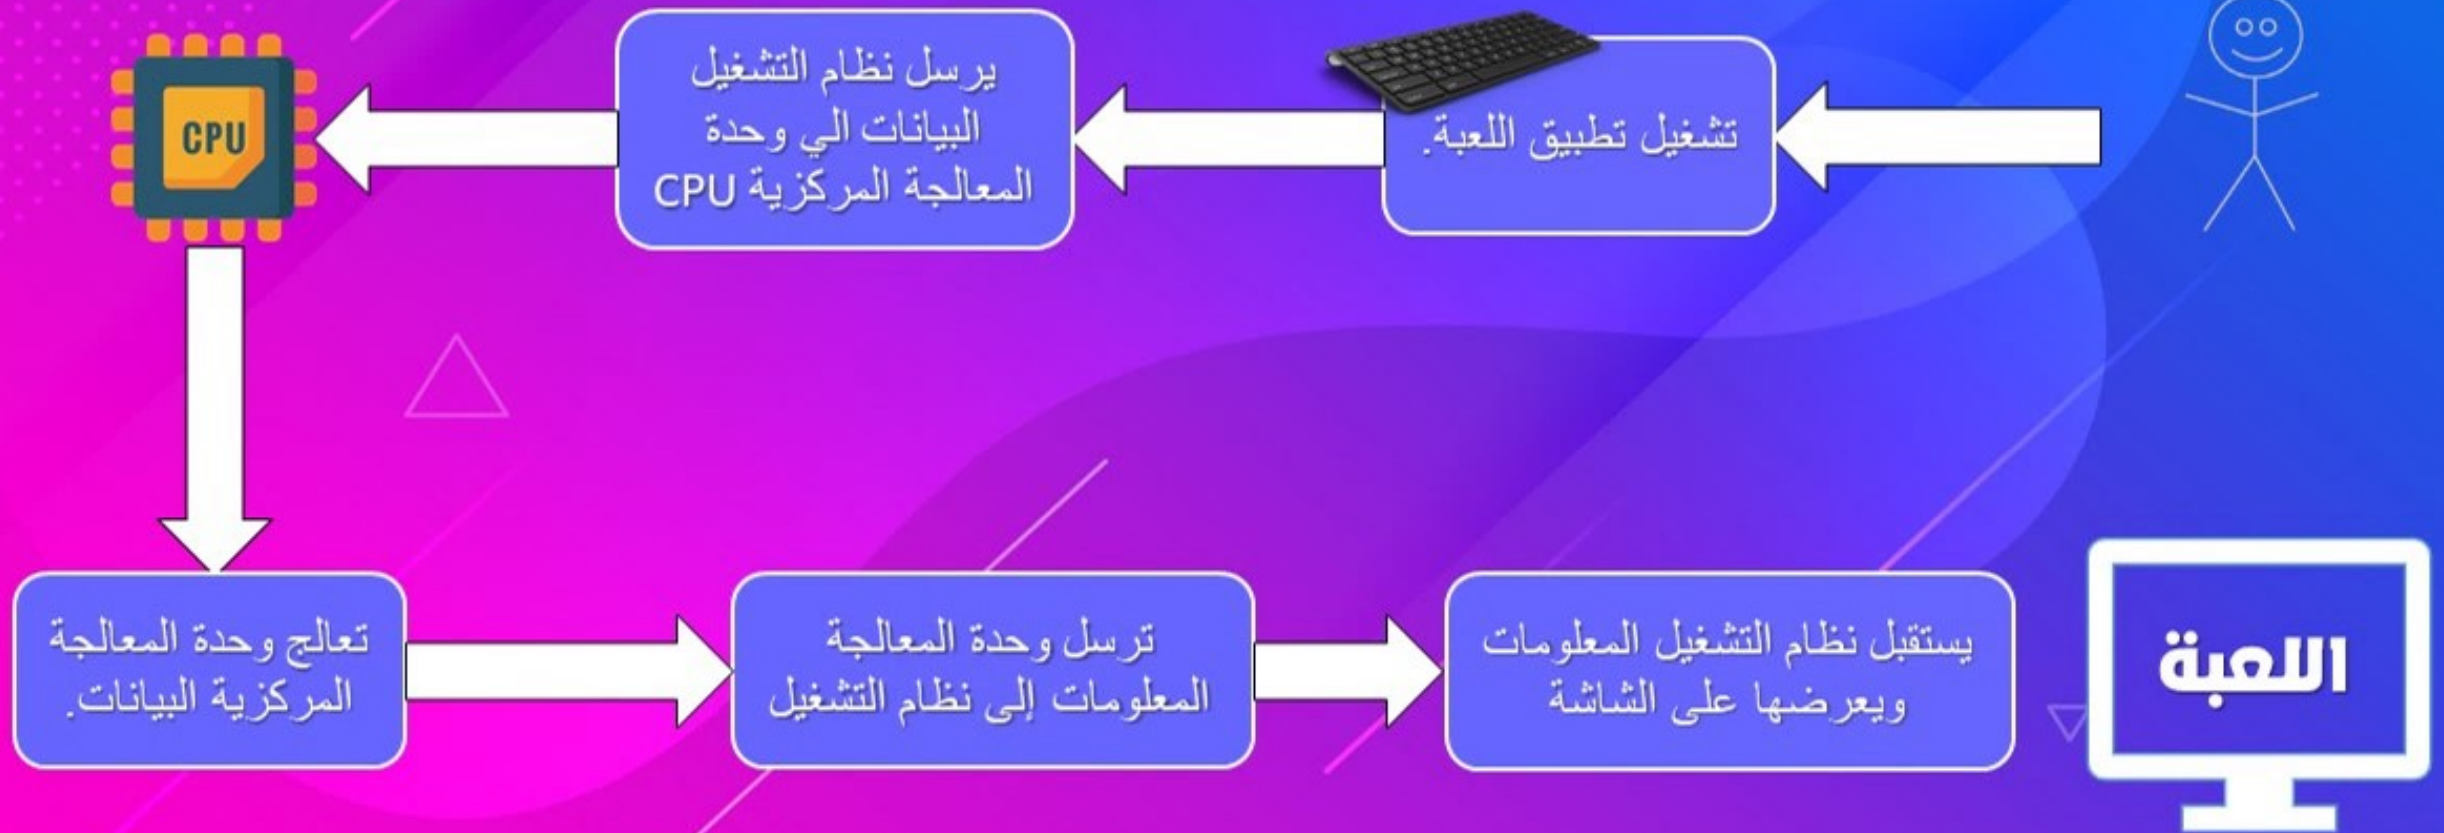 تشغيل تطبيق اللعبة.
يرسل نظام التشغيل
البيانات الي وحدة
المعالجة المركزية CPU
CPU
تعالج وحدة المعالجة
المركزية البيانات.
ترسل وحدة المعالجة
المعلومات إلى نظام التشغيل
يستقبل نظام التشغيل المعلومات
ويعرضها على الشاشة
اللعبة